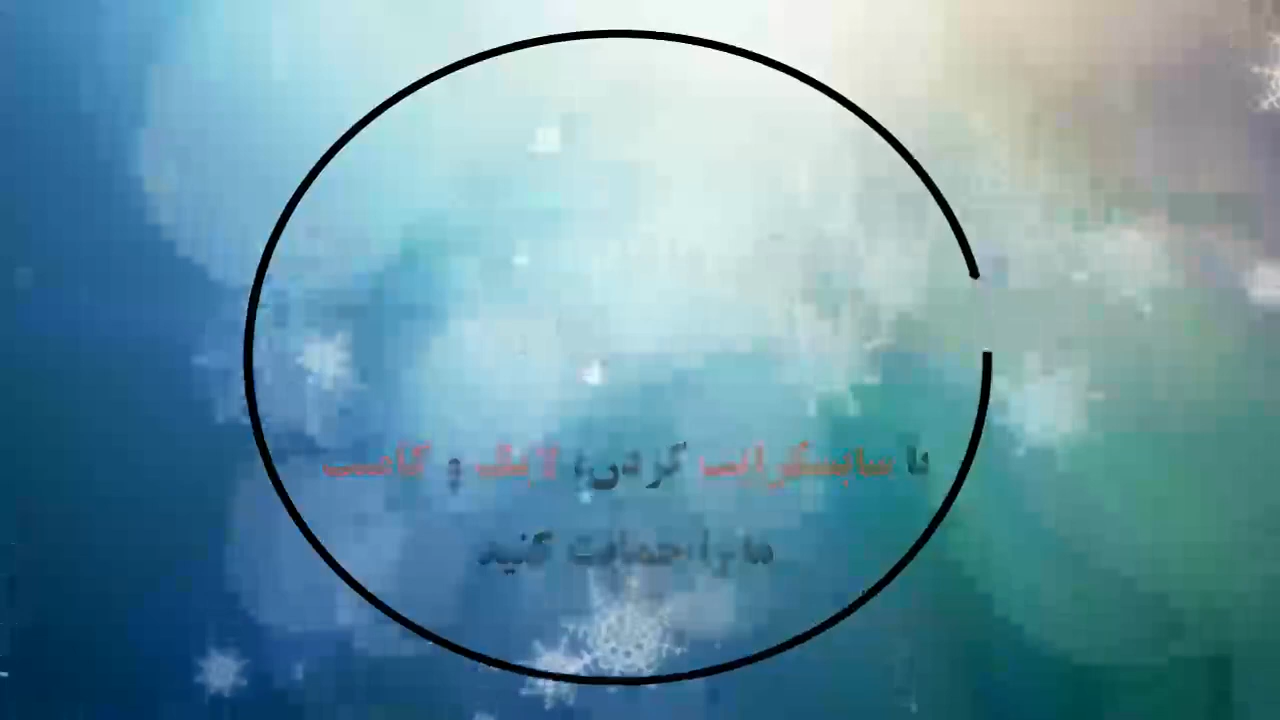 با سابسکرایب کردن، لایک و کامنت
ما را حمایت کنید